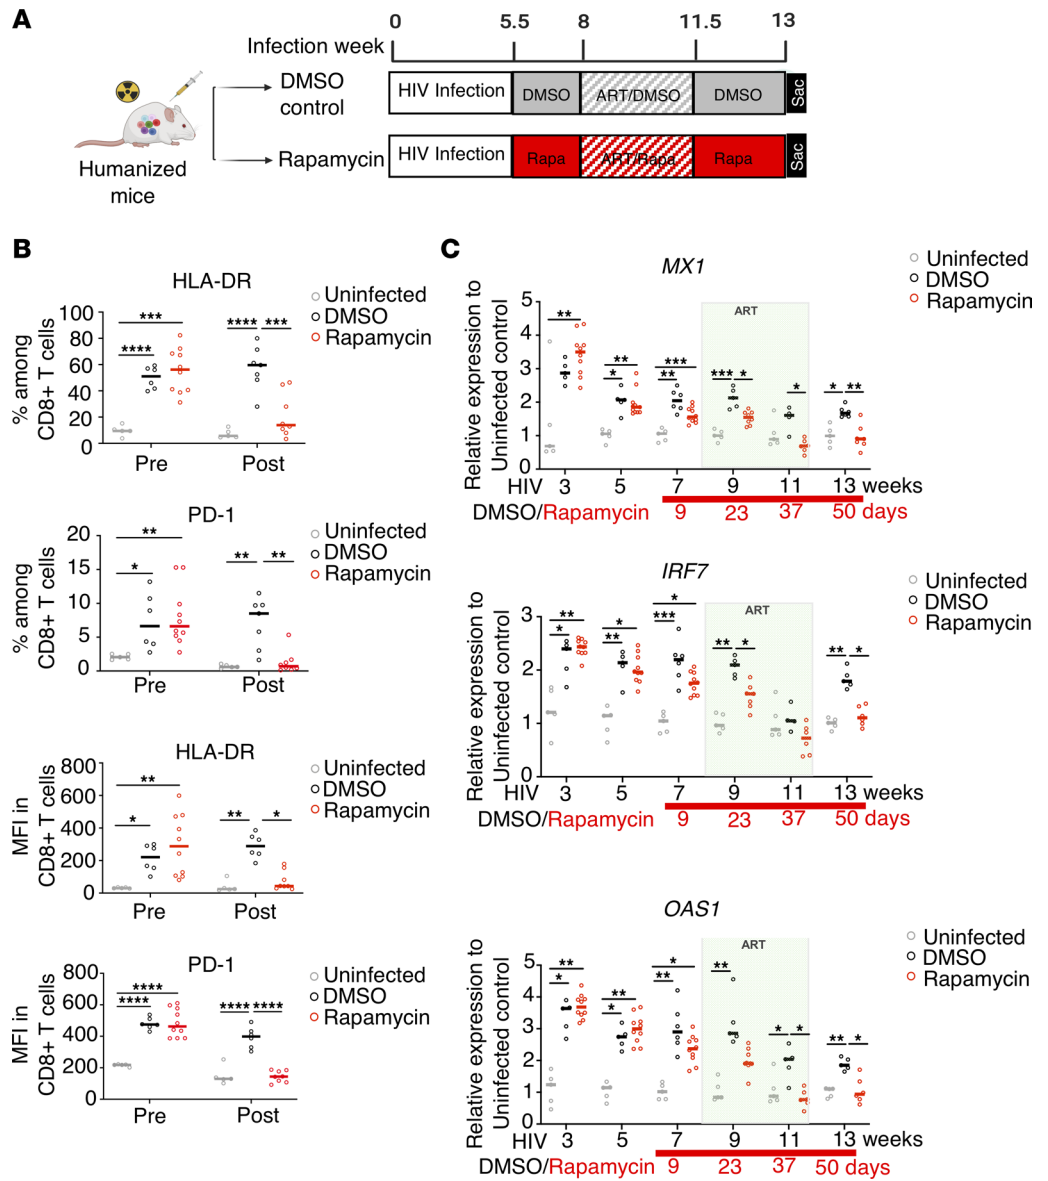 A
0 5.5 8 11.5 13
Infection week
DMSO control
HIV Infection DMSO ART/DMSO DMSO Sac
Humanized mice
Rapamycin
HIV Infection Rapa ART/Rapa Rapa Sac
B
HLA-DR
Uninfected
DMSO
Rapamycin
% among CD8+ T cells
100
80
60
40
20
0
*** **** **** ***
Pre Post
PD-1
Uninfected
DMSO
Rapamycin
% among CD8+ T cells
20
15
10
5
0
** * ** **
Pre Post
HLA-DR
Uninfected
DMSO
Rapamycin
MFI in CD8+ T cells
800
600
400
200
0
** * ** *
Pre Post
PD-1
Uninfected
DMSO
Rapamycin
MFI in CD8+ T cells
800
600
400
200
0
**** **** **** ****
Pre Post
C
MX1
Uninfected
DMSO
Rapamycin
Relative expression to Uninfected control
5
4
3
2
1
0
ART
** ** * *** ** *** * * * **
HIV 3 5 7 9 11 13 weeks
DMSO/Rapamycin 9 23 37 50 days
IRF7
Uninfected
DMSO
Rapamycin
Relative expression to Uninfected control
3
2
1
0
ART
** * * ** * *** ** * ** *
HIV 3 5 7 9 11 13 weeks
DMSO/Rapamycin 9 23 37 50 days
OAS1
Uninfected
DMSO
Rapamycin
Relative expression to Uninfected control
5
4
3
2
1
0
ART
** * ** * * ** ** * * ** *
HIV 3 5 7 9 11 13 weeks
DMSO/Rapamycin 9 23 37 50 days